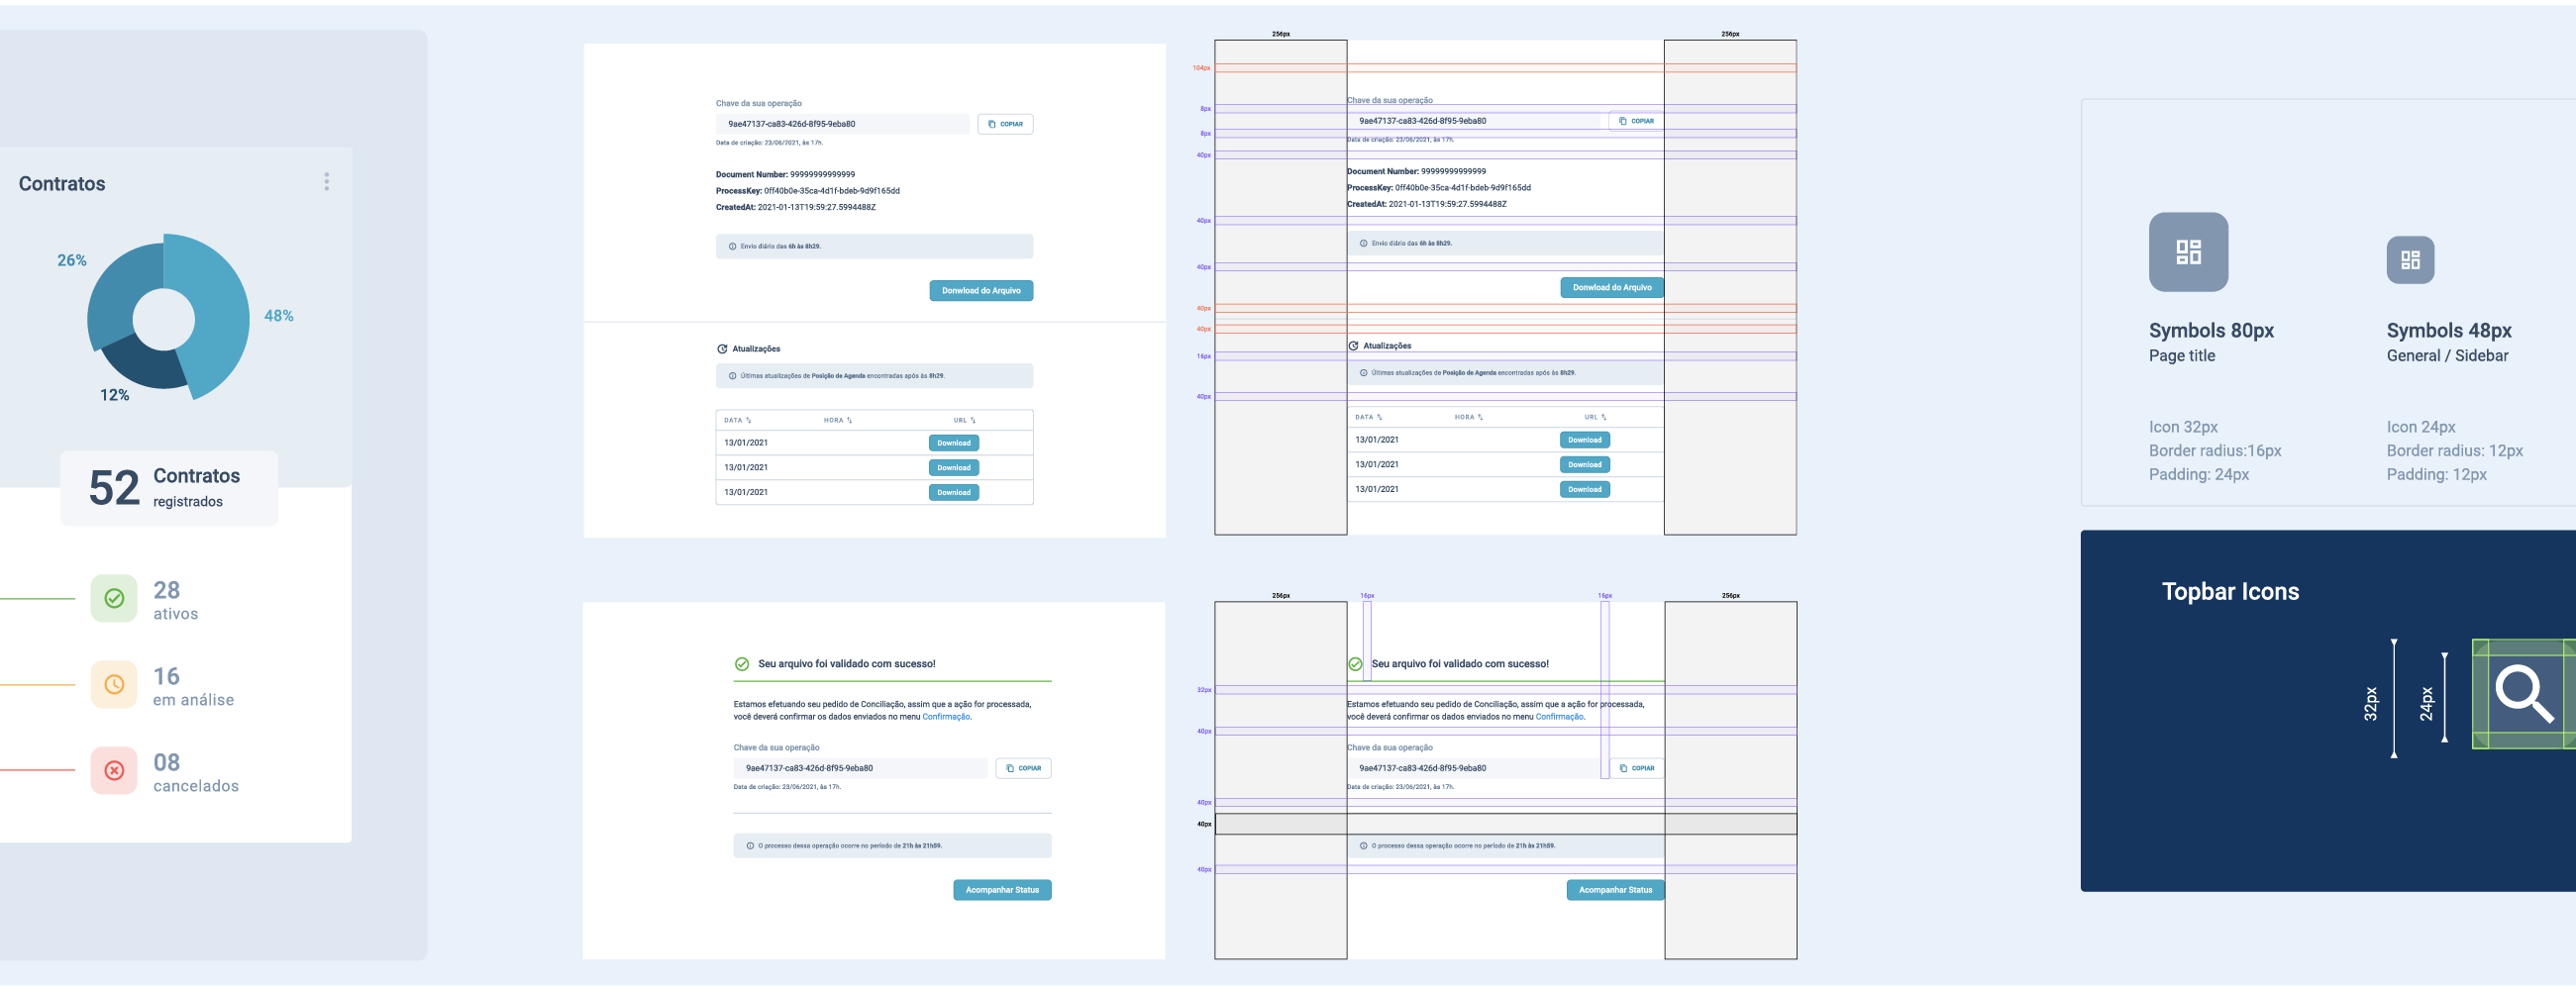 Contratos
26%
48%
12%
52
Contratos
registrados
28
ativos
16
em análise
08
cancelados
Chave da sua operação
9ae47137-ca83-426d-8f95-9eba80
COPIAR
Data de criação: 23/06/2021, às 17h.
Document Number: 99999999999999
ProcessKey: 0ff40b0e-35ca-4d1f-bdeb-9d9f165dd
CreatedAt: 2021-01-13T19:59:27.5994488Z
Envio diário das 6h às 8h29.
Donwload do Arquivo
Atualizações
Últimas atualizações de Posição de Agenda encontradas após às 8h29.
DATA HORA URL
13/01/2021 Download
13/01/2021 Download
13/01/2021 Download
256px 256px
104px
Chave da sua operação
8px
9ae47137-ca83-426d-8f95-9eba80
COPIAR
8px
Data de criação: 23/06/2021, às 17h.
40px
Document Number: 99999999999999
ProcessKey: 0ff40b0e-35ca-4d1f-bdeb-9d9f165dd
CreatedAt: 2021-01-13T19:59:27.5994488Z
40px
Envio diário das 6h às 8h29.
40px
Donwload do Arquivo
40px
40px
Atualizações
16px
Últimas atualizações de Posição de Agenda encontradas após às 8h29.
40px
DATA HORA URL
13/01/2021 Download
13/01/2021 Download
13/01/2021 Download
Seu arquivo foi validado com sucesso!
Estamos efetuando seu pedido de Conciliação, assim que a ação for processada,
você deverá confirmar os dados enviados no menu Confirmação.
Chave da sua operação
9ae47137-ca83-426d-8f95-9eba80
COPIAR
Data de criação: 23/06/2021, às 17h.
O processo dessa operação ocorre no período de 21h às 21h59.
Acompanhar Status
256px 16px 16px 256px
Seu arquivo foi validado com sucesso!
32px
Estamos efetuando seu pedido de Conciliação, assim que a ação for processada,
você deverá confirmar os dados enviados no menu Confirmação.
40px
Chave da sua operação
9ae47137-ca83-426d-8f95-9eba80
COPIAR
Data de criação: 23/06/2021, às 17h.
40px
40px
O processo dessa operação ocorre no período de 21h às 21h59.
40px
Acompanhar Status
Symbols 80px
Page title
Icon 32px
Border radius:16px
Padding: 24px
Symbols 48px
General / Sidebar
Icon 24px
Border radius: 12px
Padding: 12px
Topbar Icons
32px
24px